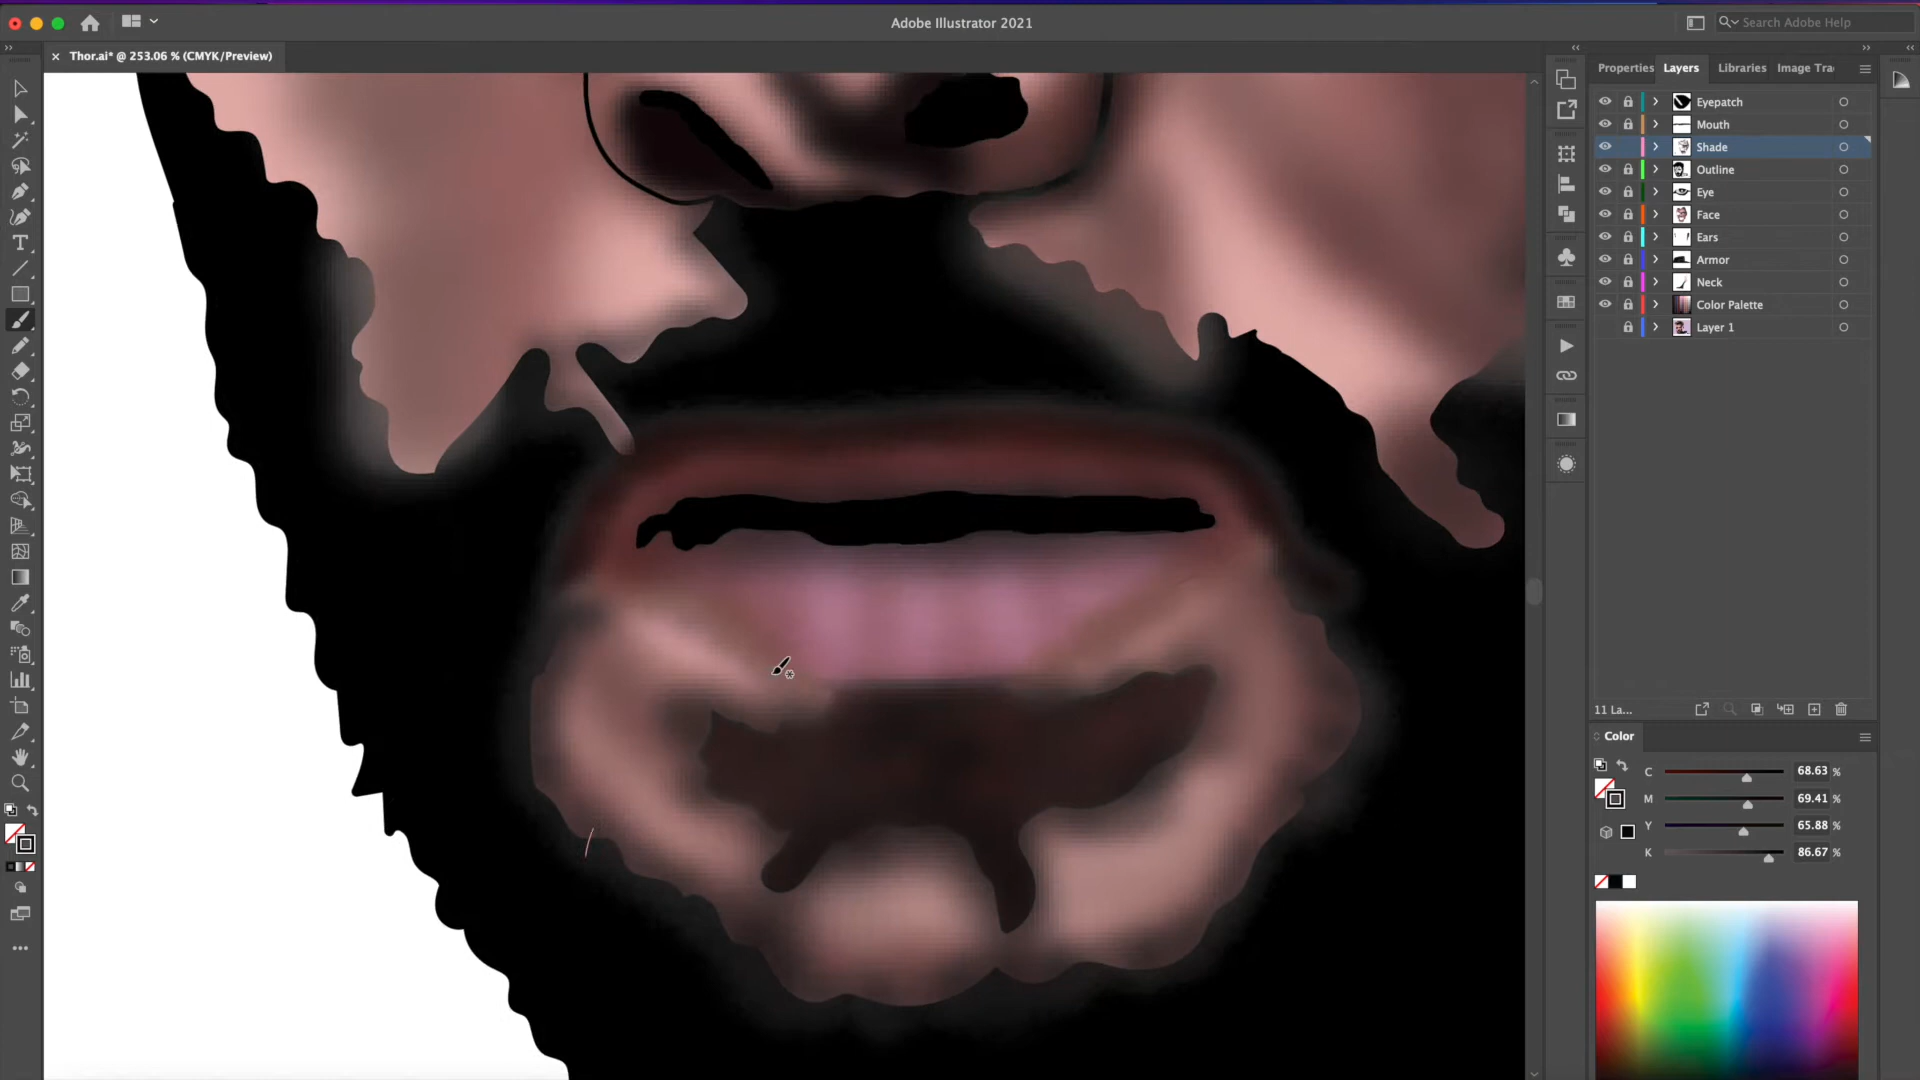 Adobe Illustrator 2021
Search Adobe Help
Thor.ai* @ 253.06 % (CMYK/Preview)
Properties Layers Libraries Image Tra
Eyepatch
Mouth
Shade
Outline
Eye
Face
Ears
Armor
Neck
Color Palette
Layer 1
11 La...
Color
C 68.63 %
M 69.41 %
Y 65.88 %
K 86.67 %